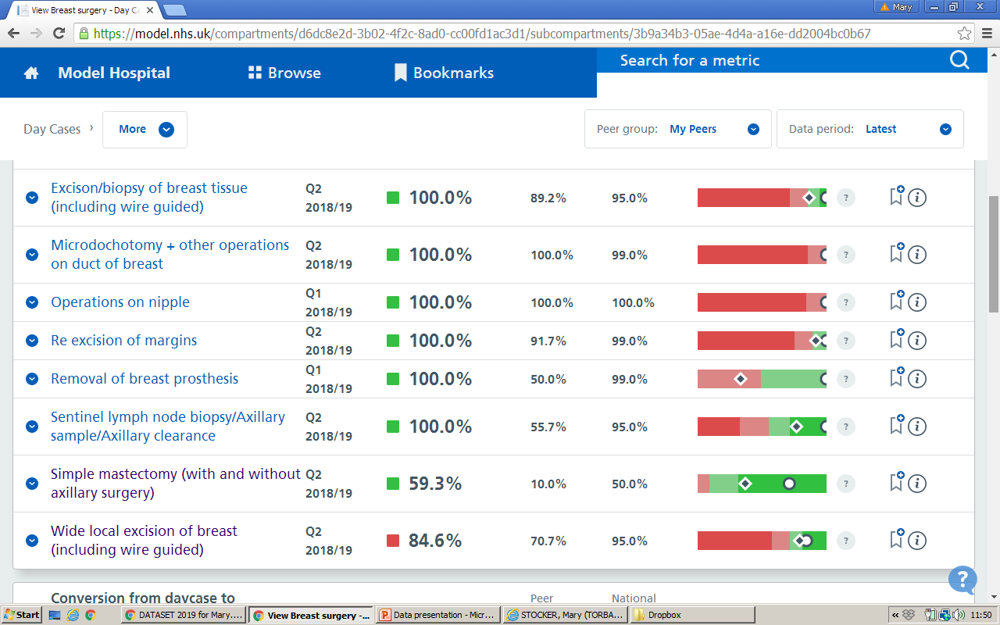 View Breast surgery - Day Ca
Mary
https://model.nhs.uk/compartments/d6dc8e2d-3b02-4f2c-8ad0-cc00fd1ac3d1/subcompartments/3b9a34b3-05ae-4d4a-a16e-dd2004bc0b67
Model Hospital
Browse
Bookmarks
Search for a metric
Day Cases › More
Peer group: My Peers
Data period: Latest
Excison/biopsy of breast tissue
(including wire guided)
Q2
2018/19
100.0%
89.2%
95.0%
?
i
Microdochotomy + other operations
on duct of breast
Q2
2018/19
100.0%
100.0%
99.0%
?
i
Operations on nipple
Q1
2018/19
100.0%
100.0%
100.0%
?
i
Re excision of margins
Q2
2018/19
100.0%
91.7%
99.0%
?
i
Removal of breast prosthesis
Q1
2018/19
100.0%
50.0%
99.0%
?
i
Sentinel lymph node biopsy/Axillary
sample/Axillary clearance
Q2
2018/19
100.0%
55.7%
95.0%
?
i
Simple mastectomy (with and without
axillary surgery)
Q2
2018/19
59.3%
10.0%
50.0%
?
i
Wide local excision of breast
(including wire guided)
Q2
2018/19
84.6%
70.7%
95.0%
?
i
?
Conversion from daycase to
Peer
National
Start
DATASET 2019 for Mary....
View Breast surgery -...
Data presentation - Micr...
STOCKER, Mary (TORBA...
Dropbox
11:50